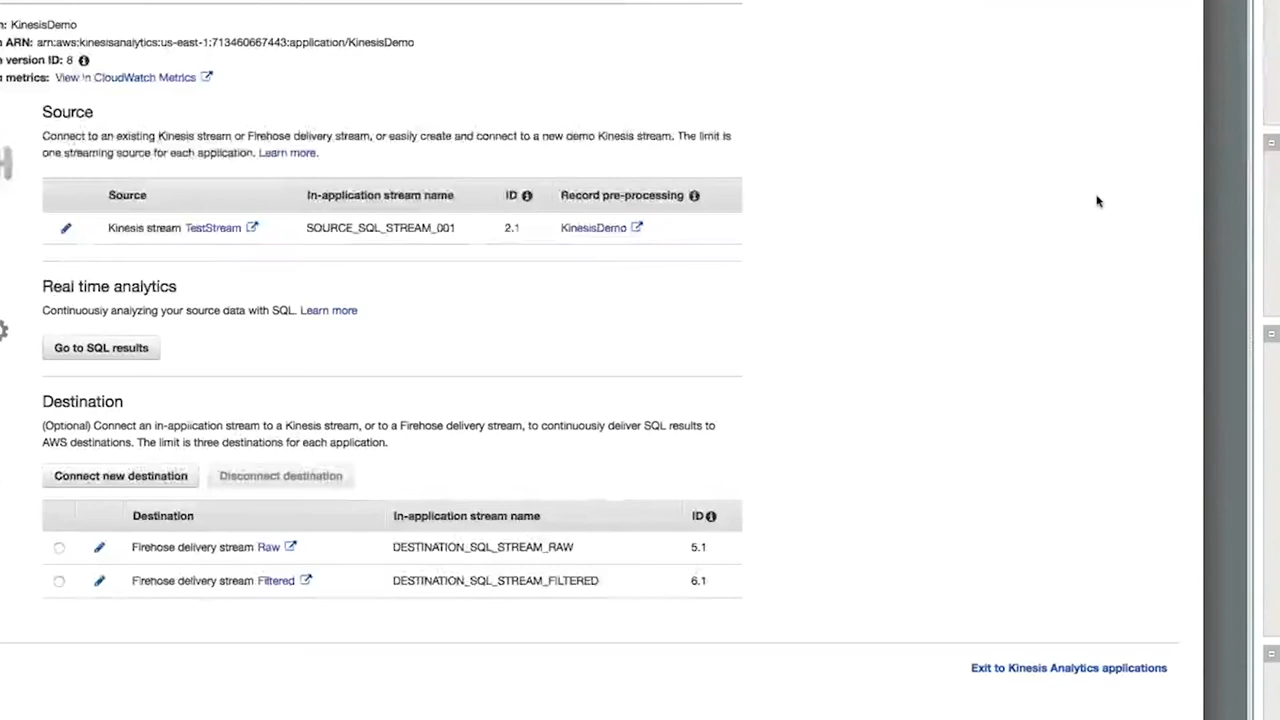 n: KinesisDemo
n ARN: arn:aws:kinesisanalytics:us-east-1:713460667443:application/KinesisDemo
n version ID: 8
n metrics: View in CloudWatch Metrics
Source
Connect to an existing Kinesis stream or Firehose delivery stream, or easily create and connect to a new demo Kinesis stream. The limit is
one streaming source for each application. Learn more.
Source In-application stream name ID Record pre-processing
Kinesis stream TestStream SOURCE_SQL_STREAM_001 2.1 KinesisDemo
Real time analytics
Continuously analyzing your source data with SQL. Learn more
Go to SQL results
Destination
(Optional) Connect an in-application stream to a Kinesis stream, or to a Firehose delivery stream, to continuously deliver SQL results to
AWS destinations. The limit is three destinations for each application.
Connect new destination Disconnect destination
Destination In-application stream name ID
Firehose delivery stream Raw DESTINATION_SQL_STREAM_RAW 5.1
Firehose delivery stream Filtered DESTINATION_SQL_STREAM_FILTERED 6.1
Exit to Kinesis Analytics applications